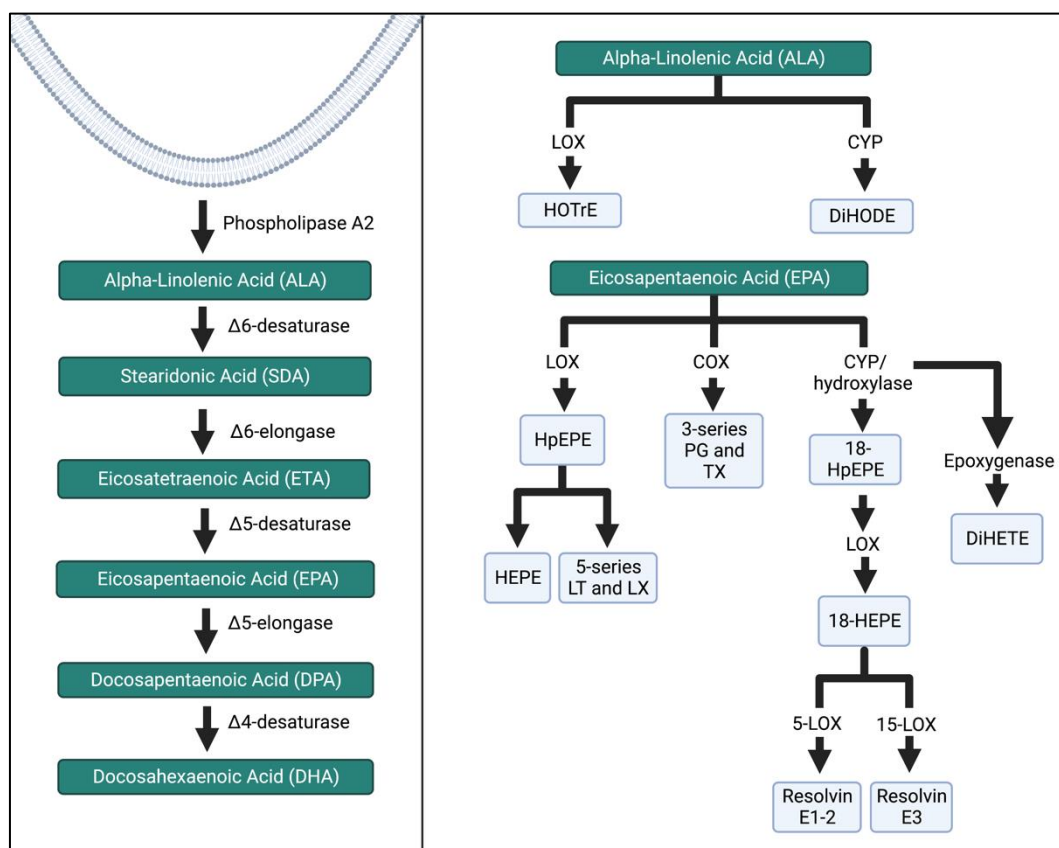 Phospholipase A2
Alpha-Linolenic Acid (ALA)
Δ6-desaturase
Stearidonic Acid (SDA)
Δ6-elongase
Eicosatetraenoic Acid (ETA)
Δ5-desaturase
Eicosapentaenoic Acid (EPA)
Δ5-elongase
Docosapentaenoic Acid (DPA)
Δ4-desaturase
Docosahexaenoic Acid (DHA)
Alpha-Linolenic Acid (ALA)
LOX
CYP
HOTrE
DiHODE
Eicosapentaenoic Acid (EPA)
LOX
COX
CYP/
hydroxylase
HpEPE
3-series
PG and
TX
18-
HpEPE
Epoxygenase
HEPE
5-series
LT and LX
LOX
DiHETE
18-HEPE
5-LOX
15-LOX
Resolvin
E1-2
Resolvin
E3